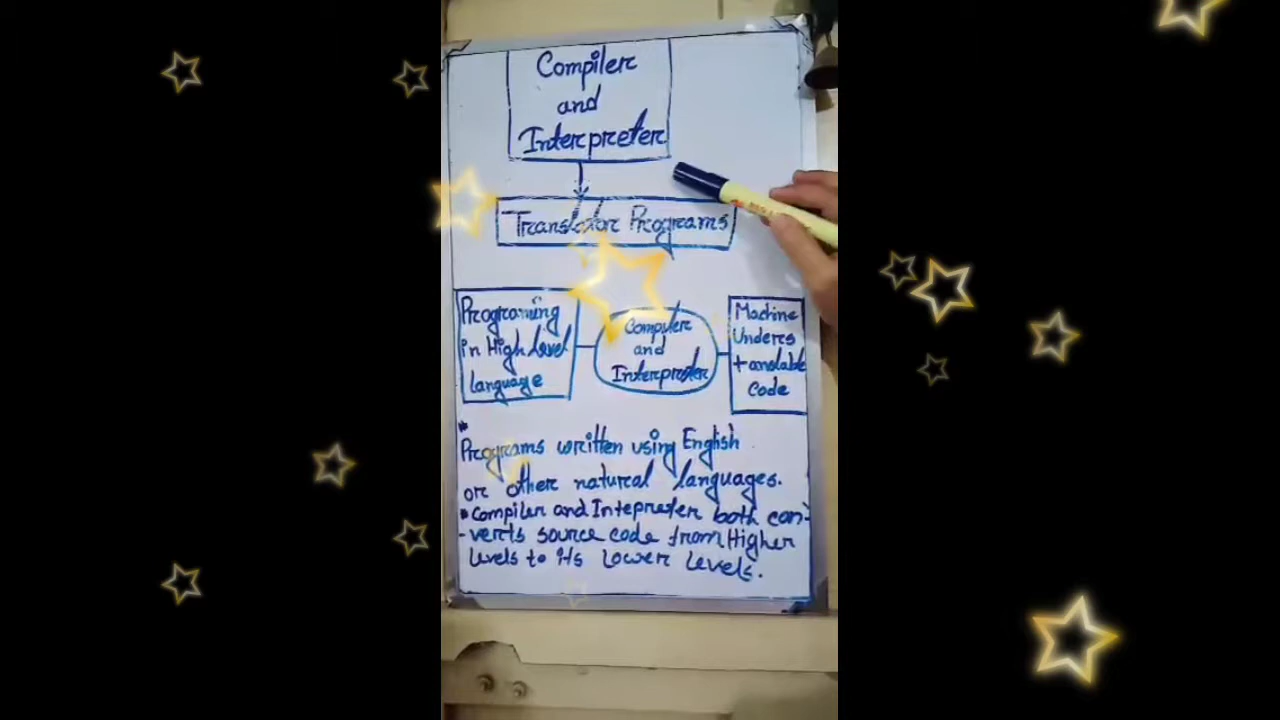 Compiler
and
Interpreter
Translator Programs
Programing
in High Level
language
Compiler
and
Interpreter
Machine
Unders
tandable
Code
Programs written using English
or other natural languages.
• Compiler and Intepreter both con-
-verts source code from Higher
Levels to its Lower Levels.